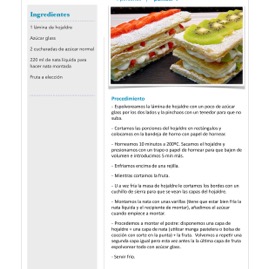 Ingredientes
1 lámina de hojaldre
Azúcar glass
2 cucharadas de azúcar normal
220 ml de nata líquida para
hacer nata montada
Fruta a elección
Procedimiento
- Espolvoreamos la lámina de hojaldre con un poco de azúcar
glass por los dos lados y la pinchamos con un tenedor para que no
suba.
- Cortamos las porciones del hojaldre en rectángulos y
colocamos en la bandeja de horno con papel de hornear
- Horneamos 10 minutos a 200ºC. Sacamos el hojaldre y
presionamos con un trapo o papel de hornear para que bajen de
volumen e introducimos 5 min más.
- Enfriamos encima de una rejilla.
- Mientras cortamos la fruta.
- U a vez fría la masa de hojaldre le cortamos los bordes con un
cuchillo de sierra para que se vean las capas del hojaldre.
- Montamos la nata con unas varillas (tiene que estar bien fría la
nata líquida y el recipiente de montar), añadimos el azúcar
cuando empiece a montar.
- Procedemos a montar el postre: disponemos una capa de
hojaldre + una capa de nata (utilizar manga pastelera o bolsa de
cocción con corte en la punta) + la fruta. Volvemos a repetir una
segunda capa igual pero esta vez antes de la última capa de fruta
espolvorear todo con azúcar glass.
- Servir frío.